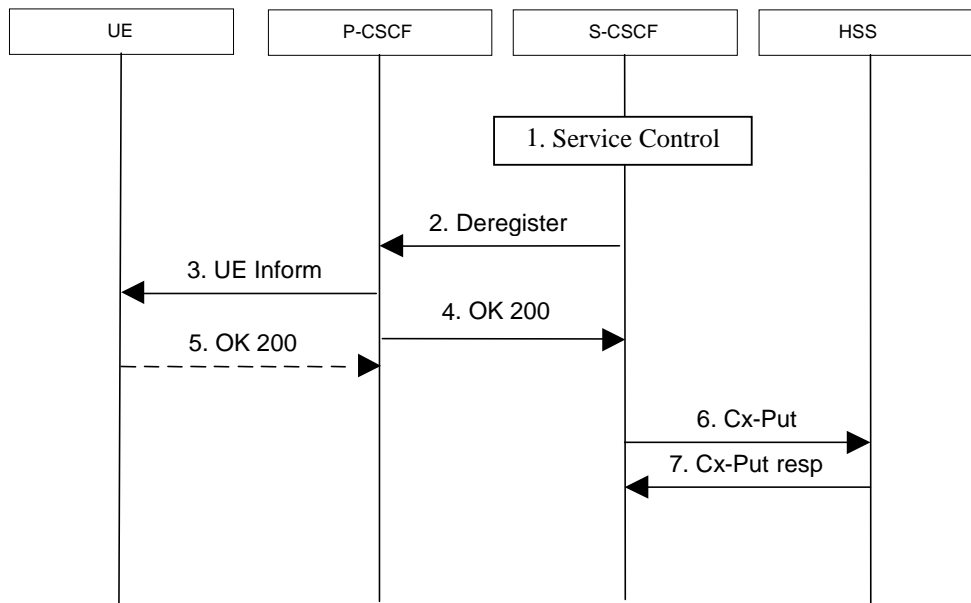 UE
P-CSCF
S-CSCF
HSS
1. Service Control
2. Deregister
3. UE Inform
4. OK 200
5. OK 200
6. Cx-Put
7. Cx-Put resp